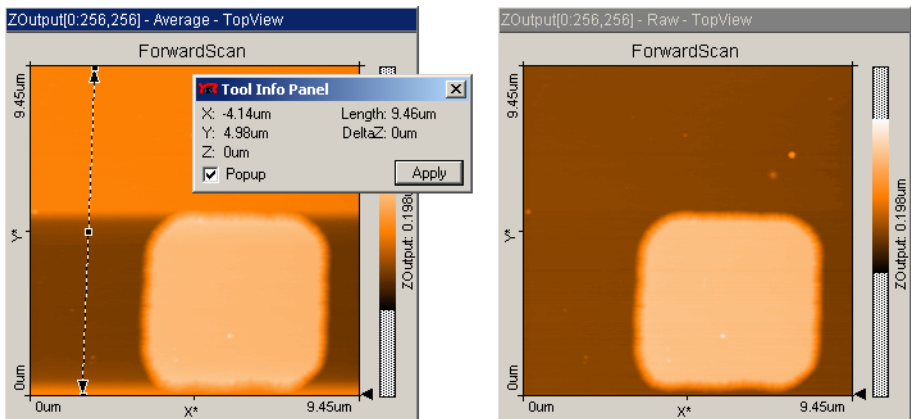 ZOutput[0:256,256] - Average - TopView
ForwardScan
9.45um
Y*
0um
0um
X*
9.45um
Tool Info Panel
X: -4.14um
Length: 9.46um
Y: 4.98um
DeltaZ: 0um
Z: 0um
Popup
Apply
ZOutput: 0.198u
ZOutput[0:256,256] - Raw - TopView
ForwardScan
9.45um
Y*
0um
0um
X*
9.45um
ZOutput: 0.198um